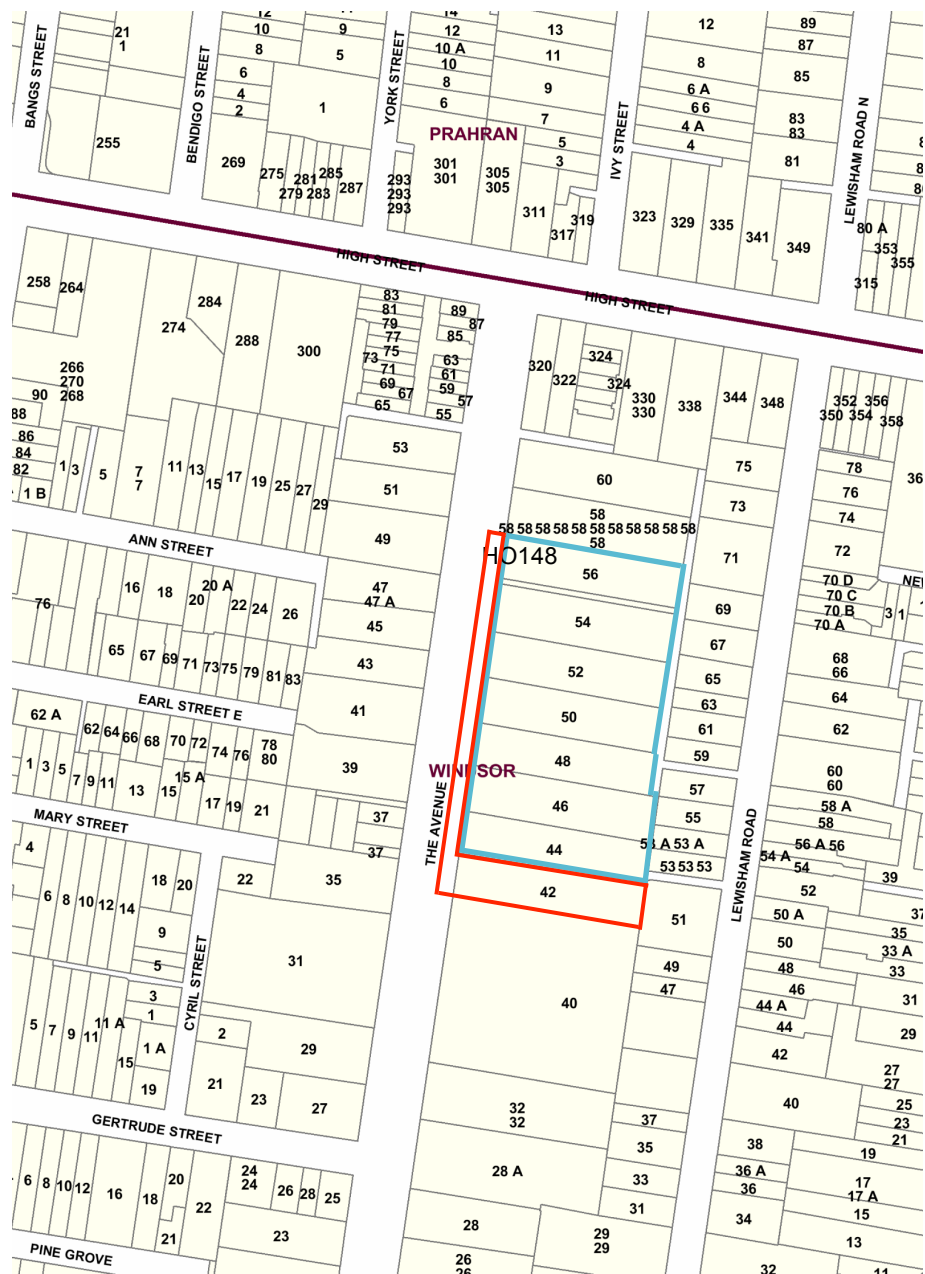 12 14 9 12 13 12 89
21 1 10 9
BANGS STREET
BENDIGO STREET
YORK STREET
IVY STREET
LEWISHAM ROAD N
8 5 10 A 11 87
6 10 8 85
4 8 9 6 A
2 1 6 6 6
255 7 4 A 83 83
PRAHRAN
5 4
269 3 81
275 281 285 287
279 283
293 293 293
301 301
305 305
311 317 319
323 329 335 341 349
80 A 353 355
315
HIGH STREET
HIGH STREET
258 264 274 284 288 300
83 81 79 77 75 73 71 69 67 65
89 87 85 63 61 59 57 55
320 322 324 324 330 330 338 344 348
352 356 350 354 358
266 270 268
90 88 86 84 82 1 B
1 3 5 7 7 11 13 15 17 19 25 27 29
53 51 49 47 47 A 45 43 41 39
60
58
58 58 58 58 58 58 58 58 58 58 58
58
HO148
56
54
52
50
48
46
44
42
75 73 71 69 67 65 63 61 59
78 76 74 72
70 D 70 C 70 B 70 A
3 1
68 66 64 62 60 60
ANN STREET
76 16 18 20 20 A 22 24 26
65 67 69 71 73 75 79 81 83
EARL STREET E
62 A 62 64 66 68 70 72 74 76 78 80
1 3 5 7 9 11 13 15 15 A 17 19 21
WINDSOR
THE AVENUE
37 37
57 55
53 A 53 53 53
58 A 58 56 A 56
54 A 54 52
39 37
LEWISHAM ROAD
MARY STREET
4 6 8 10 12 14 18 20 9 5
22 35 31
CYRIL STREET
51 49 47
50 A 50 48 46 44 A 44 42
35 33 A 33 31 29
40
5 7 9 11 11 A 15 3 1 1 A 19
2 21 23 29 27
27 27 25 23 21 19
40 38 36 A 36 34 32
17 17 A 15 13 11
GERTRUDE STREET
32 32
28 A
28
26 26
37 35 33 31
29 29
6 8 10 12 16 18 20 21 22
24 24 26 28 25 23
PINE GROVE